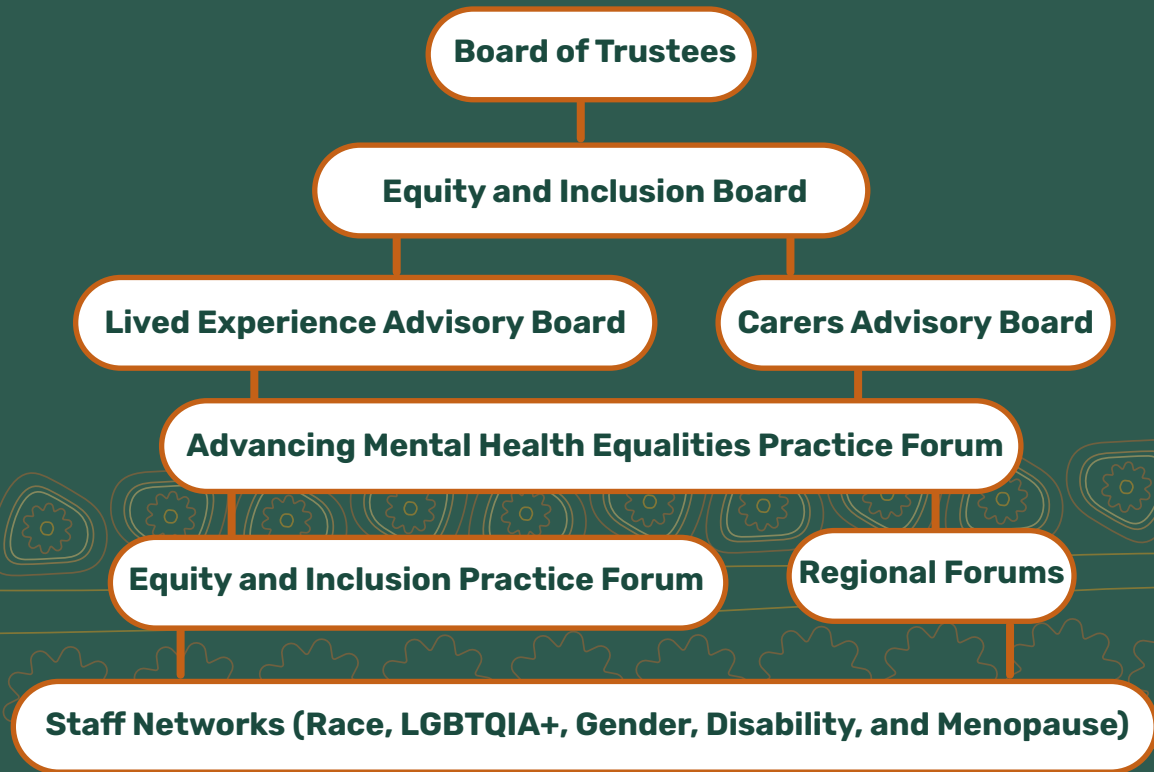 Board of Trustees
Equity and Inclusion Board
Lived Experience Advisory Board
Carers Advisory Board
Advancing Mental Health Equalities Practice Forum
Equity and Inclusion Practice Forum
Regional Forums
Staff Networks (Race, LGBTQIA+, Gender, Disability, and Menopause)